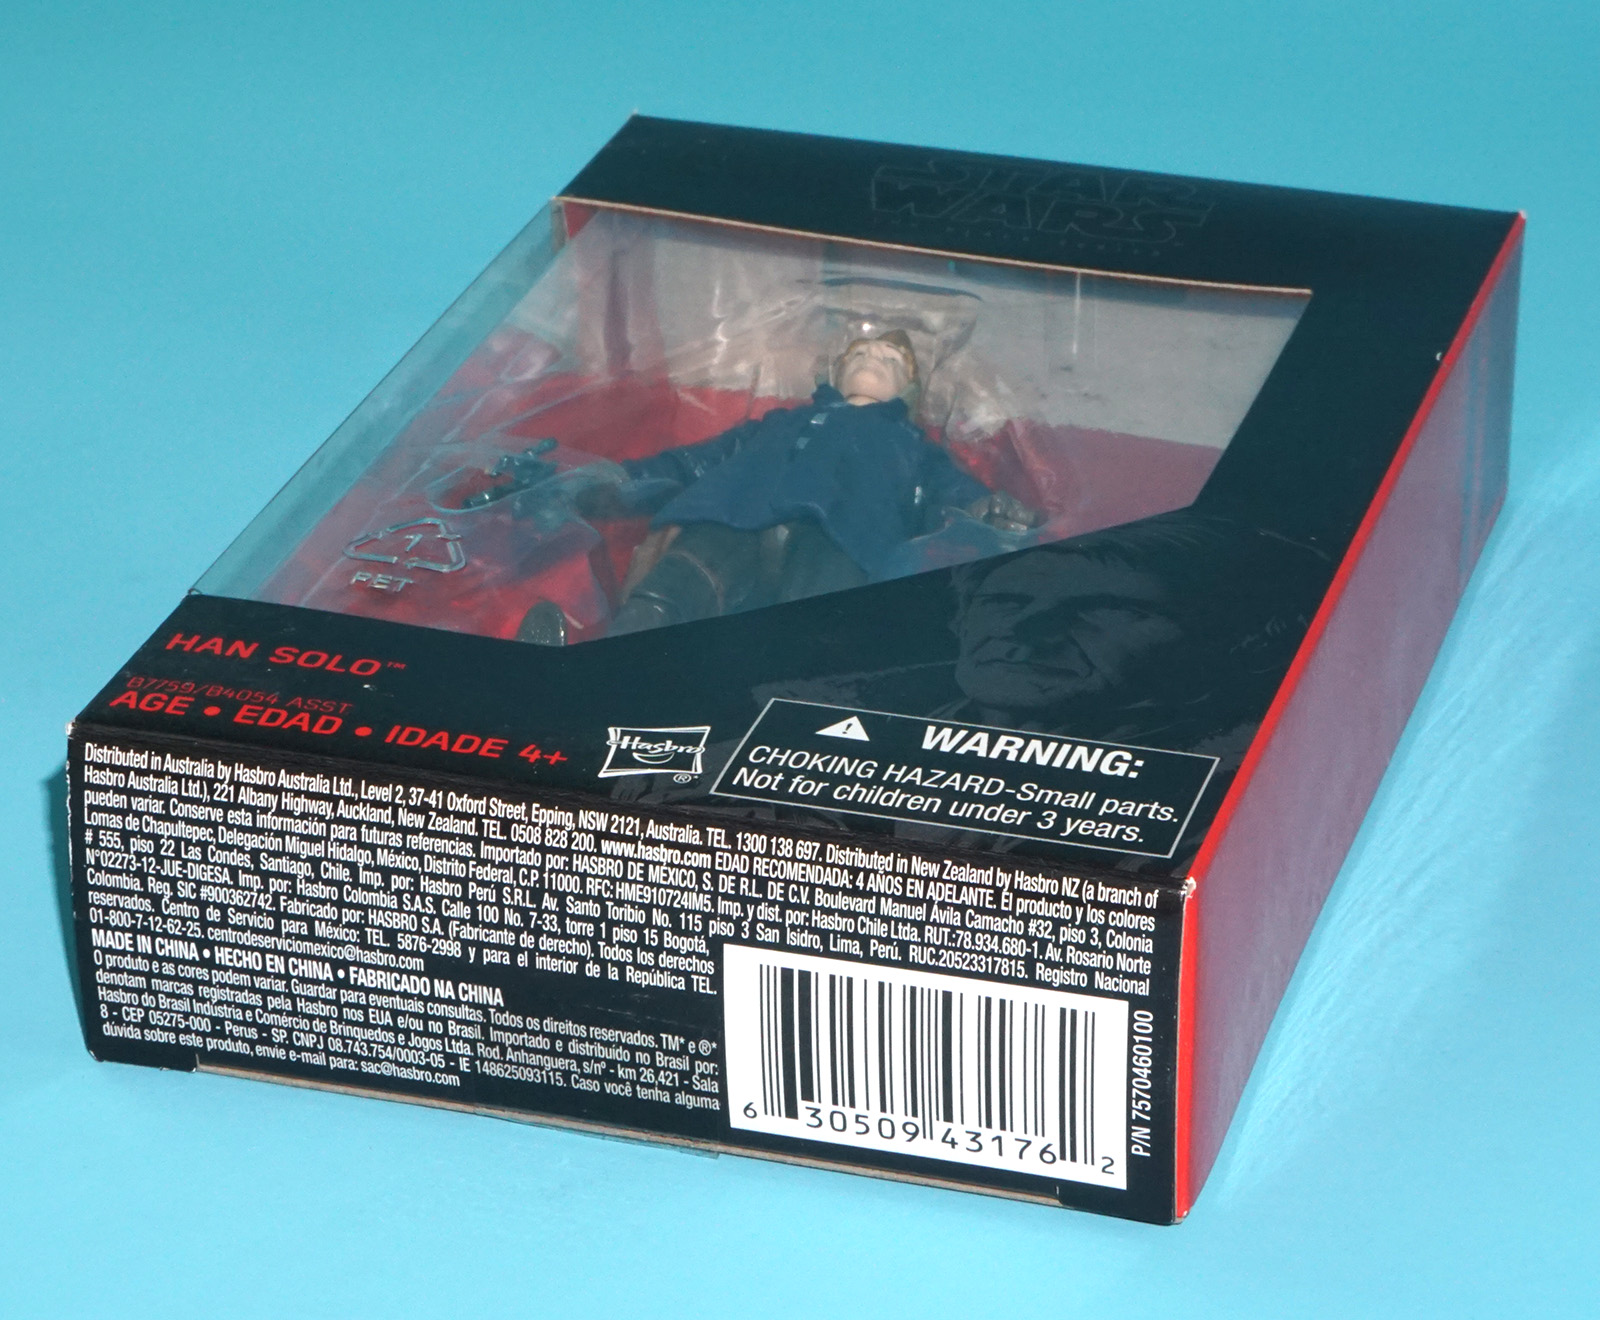 STAR
WARS
PET
HAN SOLO™
B7759/B4054 ASST
AGE • EDAD • IDADE 4+
Hasbro®
WARNING:
CHOKING HAZARD-Small parts.
Not for children under 3 years.
Distributed in Australia by Hasbro Australia Ltd., Level 2, 37-41 Oxford Street, Epping, NSW 2121, Australia. TEL. 1300 138 697. Distributed in New Zealand by Hasbro NZ (a branch of
Hasbro Australia Ltd.), 221 Albany Highway, Auckland, New Zealand. TEL. 0508 828 200. www.hasbro.com EDAD RECOMENDADA: 4 AÑOS EN ADELANTE. El producto y los colores
pueden variar. Conserve esta información para futuras referencias. Importado por: HASBRO DE MÉXICO, S. DE R.L. DE C.V. Boulevard Manuel Ávila Camacho #32, piso 3, Colonia
Lomas de Chapultepec, Delegación Miguel Hidalgo, México, Distrito Federal, C.P. 11000. RFC: HME910724IM5. Imp. y dist. por: Hasbro Chile Ltda. RUT.:78.934.680-1. Av. Rosario Norte
# 555, piso 22 Las Condes, Santiago, Chile. Imp. por: Hasbro Perú S.R.L. Av. Santo Toribio No. 115 piso 3 San Isidro, Lima, Perú. RUC.20523317815. Registro Nacional
N°02273-12-JUE-DIGESA. Imp. por: Hasbro Colombia S.A.S. Calle 100 No. 7-33, torre 1 piso 15 Bogotá,
Colombia. Reg. SIC #900362742. Fabricado por: HASBRO S.A. (Fabricante de derecho). Todos los derechos
reservados. Centro de Servicio para México: TEL. 5876-2998 y para el interior de la República TEL.
01-800-7-12-62-25. centrodeserviciomexico@hasbro.com
MADE IN CHINA • HECHO EN CHINA • FABRICADO NA CHINA
O produto e as cores podem variar. Guardar para eventuais consultas. Todos os direitos reservados. TM* e ®*
denotam marcas registradas pela Hasbro nos EUA e/ou no Brasil. Importado e distribuido no Brasil por:
Hasbro do Brasil Indústria e Comércio de Brinquedos e Jogos Ltda. Rod. Anhanguera, s/nº - km 26,421 - Sala
8 - CEP 05275-000 - Perus - SP. CNPJ 08.743.754/0003-05 - IE 148625093115. Caso você tenha alguma
dúvida sobre este produto, envie e-mail para: sac@hasbro.com
6 30509 43176 2
P/N 7570460100